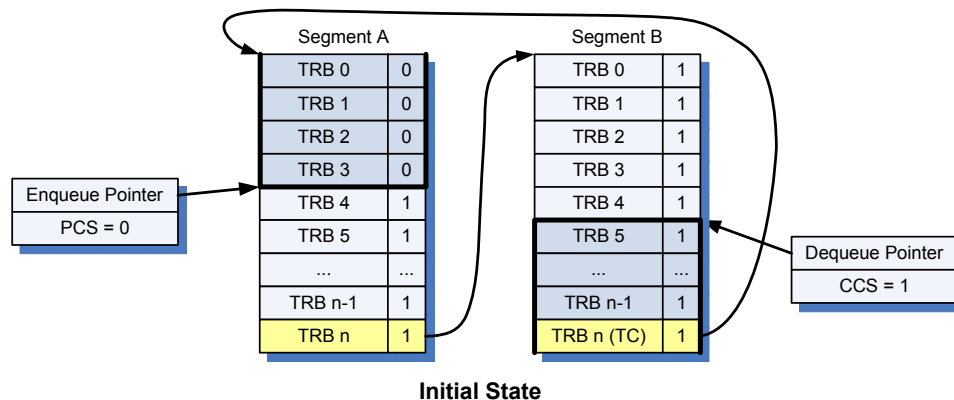 Segment A
TRB 0 0
TRB 1 0
TRB 2 0
TRB 3 0
TRB 4 1
TRB 5 1
... ...
TRB n-1 1
TRB n 1
Segment B
TRB 0 1
TRB 1 1
TRB 2 1
TRB 3 1
TRB 4 1
TRB 5 1
... ...
TRB n-1 1
TRB n (TC) 1
Enqueue Pointer
PCS = 0
Dequeue Pointer
CCS = 1
Initial State